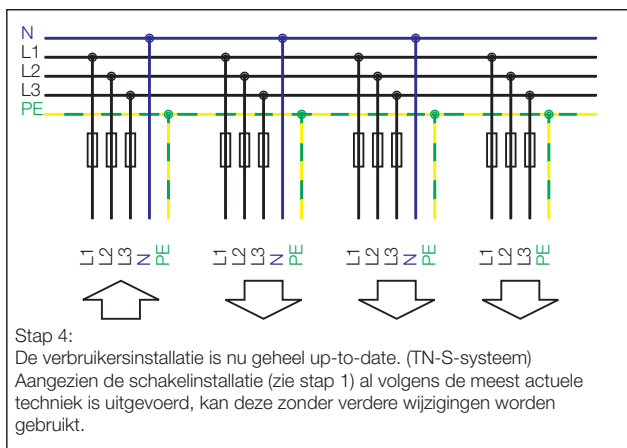 N
L1
L2
L3
PE
L1 L2 L3 N PE L1 L2 L3 N PE L1 L2 L3 N PE L1 L2 L3 PE
Stap 4:
De verbruikersinstallatie is nu geheel up-to-date. (TN-S-systeem)
Aangezien de schakelinstallatie (zie stap 1) al volgens de meest actuele
techniek is uitgevoerd, kan deze zonder verdere wijzigingen worden
gebruikt.